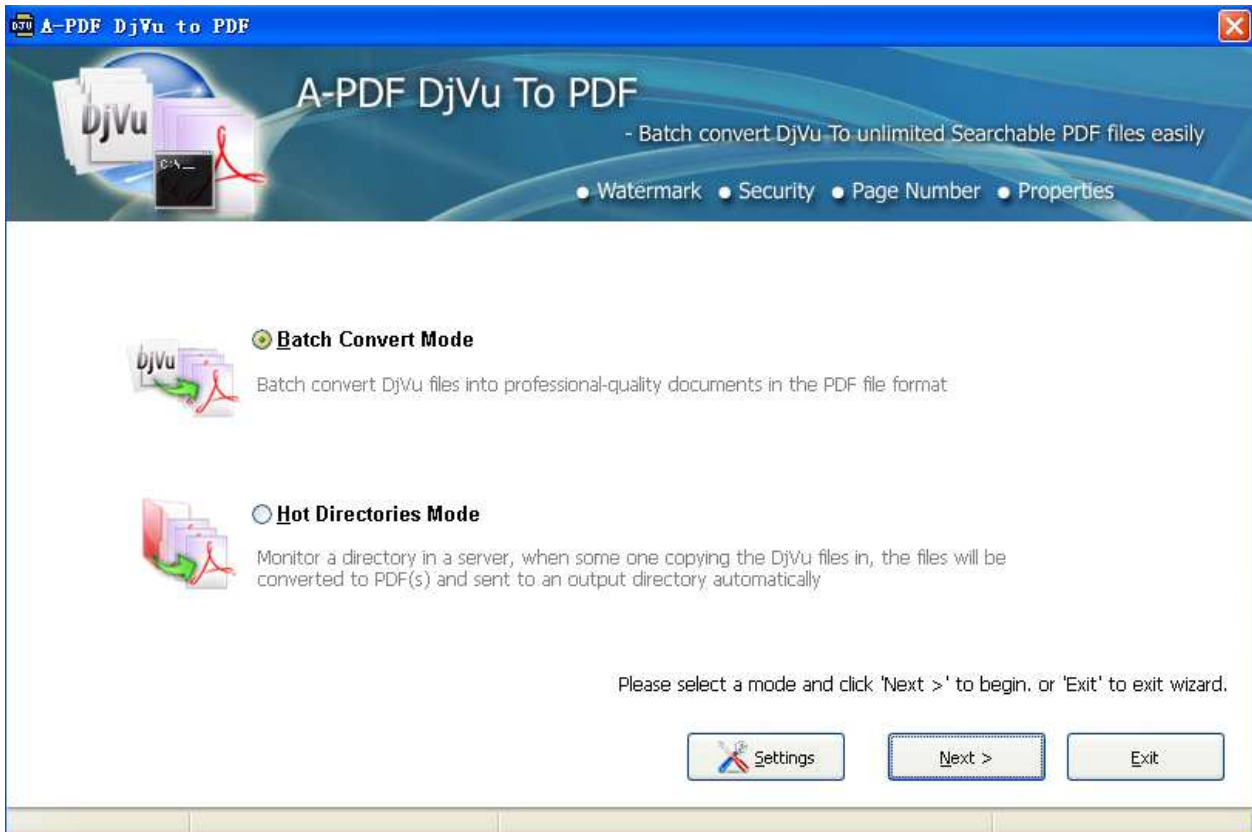 DJU A-PDF DjVu to PDF
DjVu
C:\_
A-PDF DjVu To PDF
- Batch convert DjVu To unlimited Searchable PDF files easily
● Watermark ● Security ● Page Number ● Properties
DjVu
Batch Convert Mode
Batch convert DjVu files into professional-quality documents in the PDF file format
Hot Directories Mode
Monitor a directory in a server, when some one copying the DjVu files in, the files will be
converted to PDF(s) and sent to an output directory automatically
Please select a mode and click 'Next >' to begin. or 'Exit' to exit wizard.
Settings
Next >
Exit